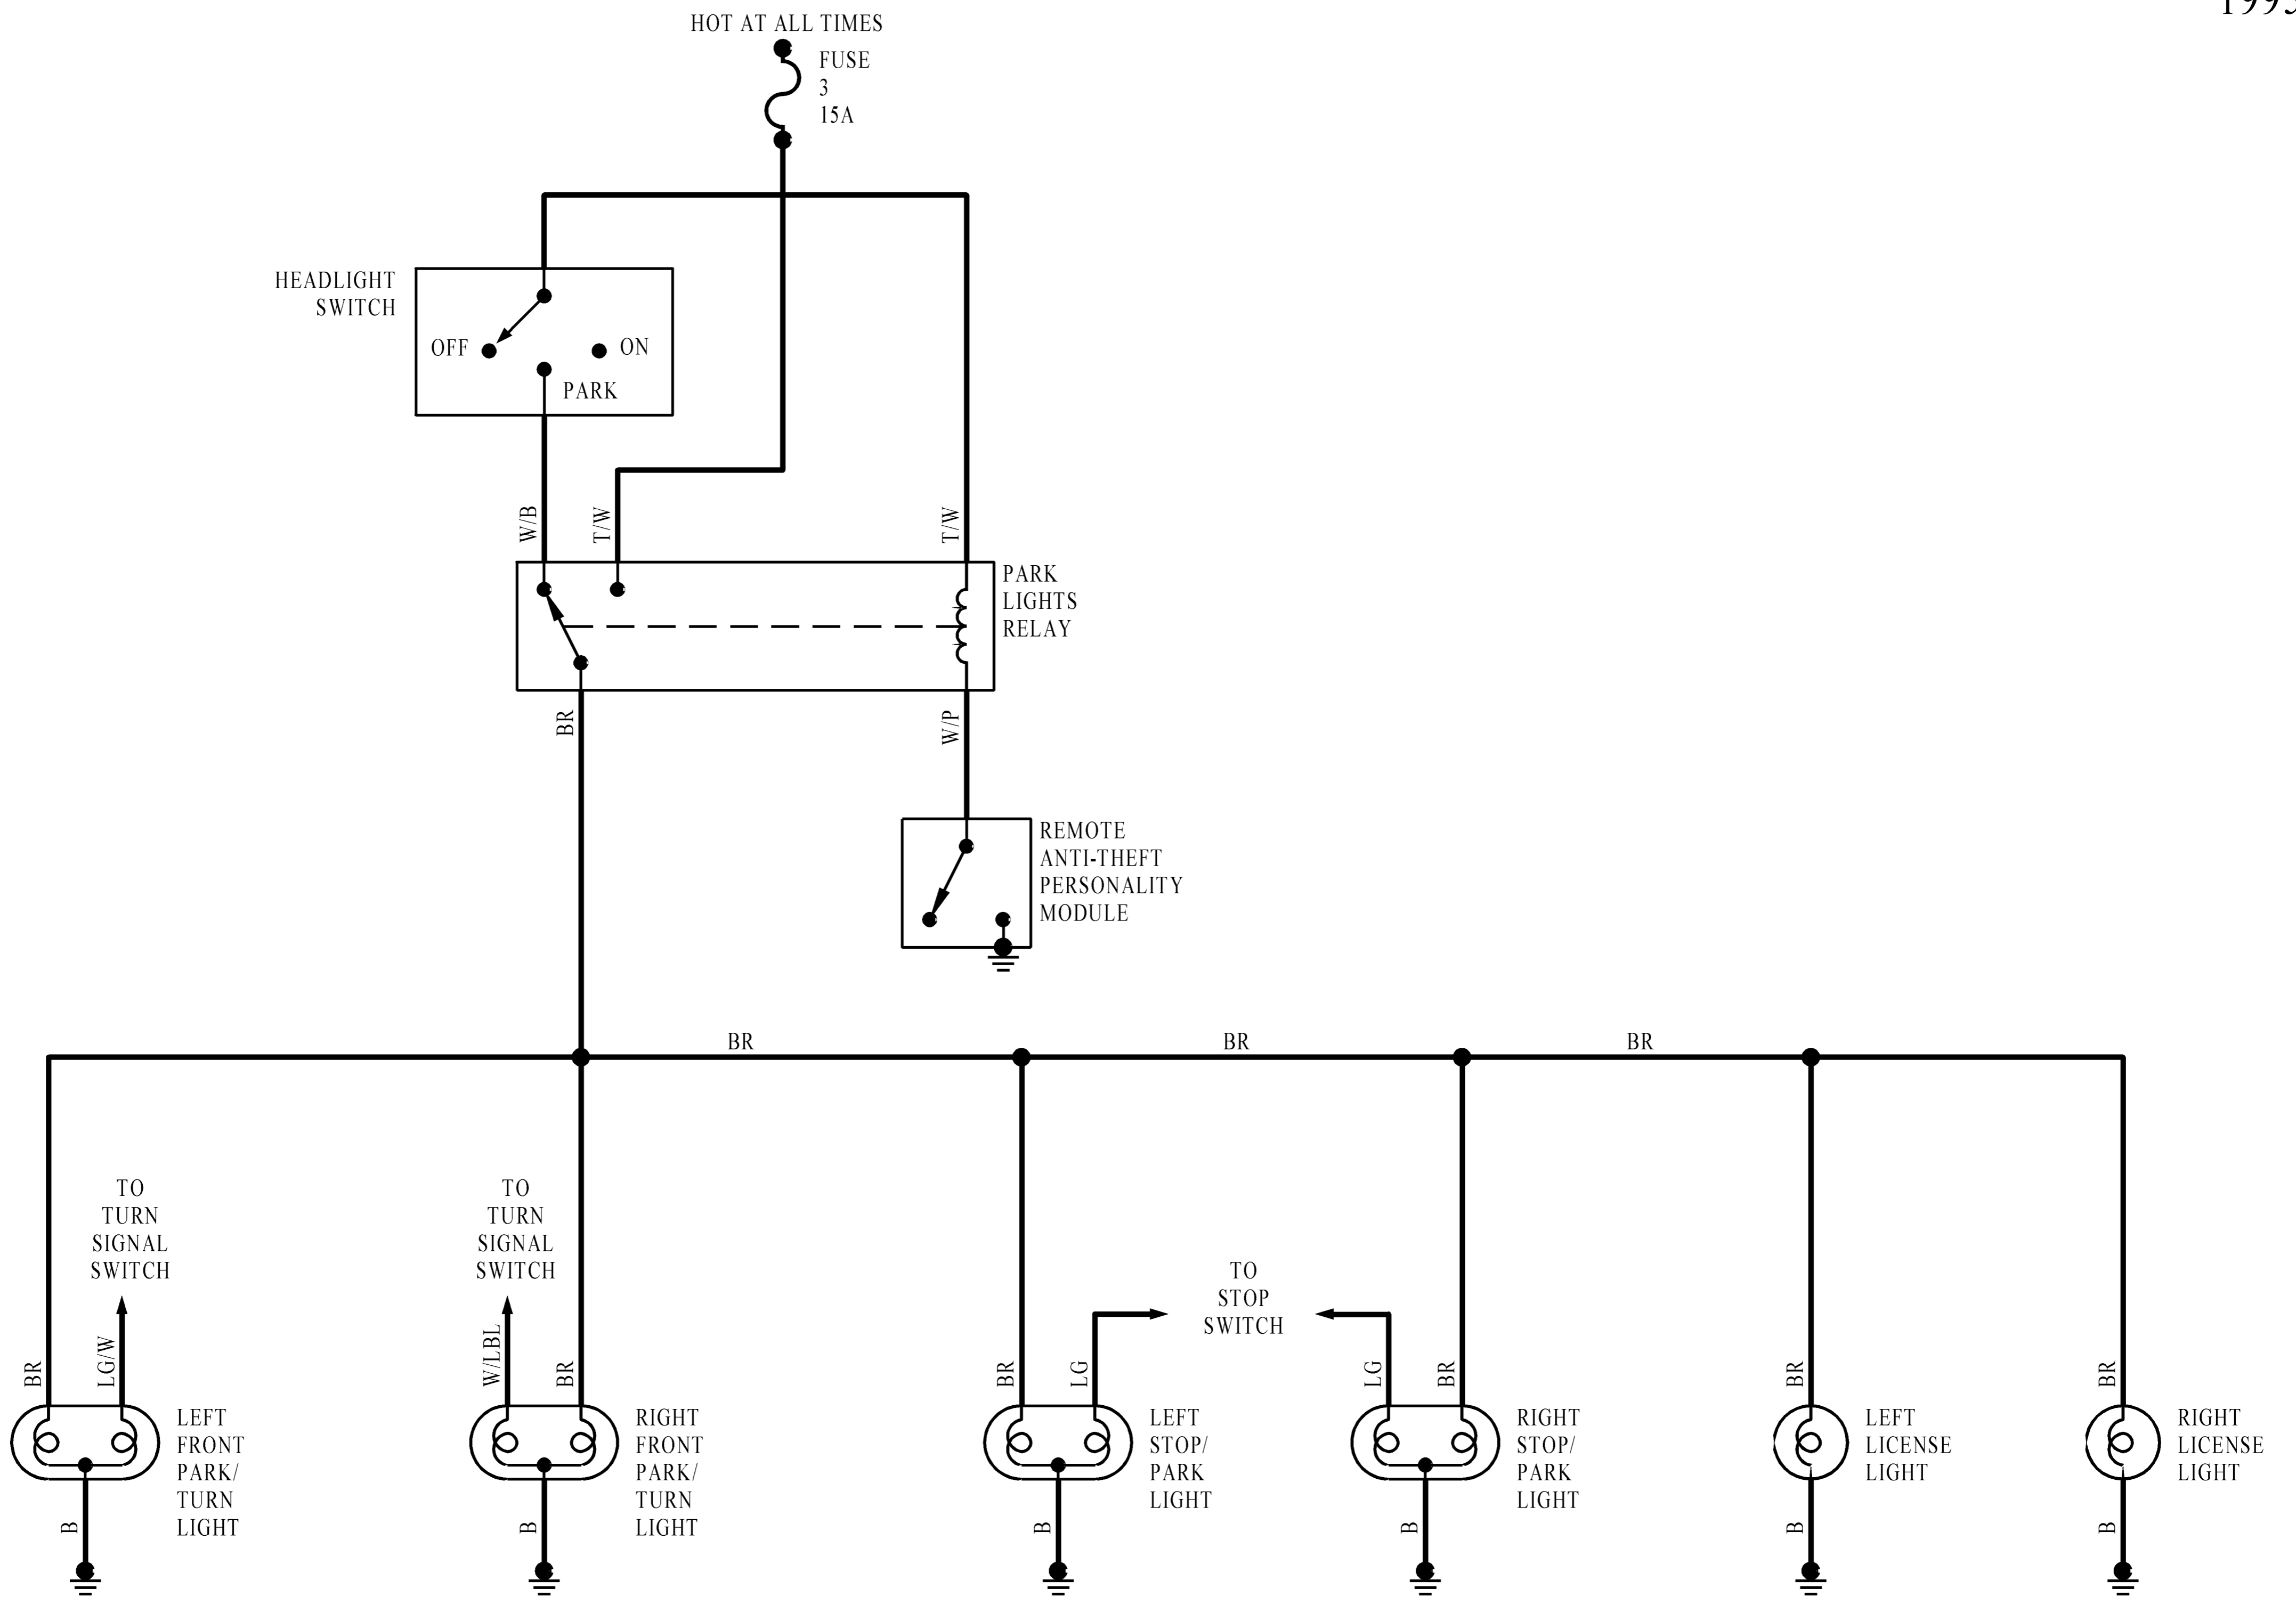 HOT AT ALL TIMES
FUSE
3
15A
HEADLIGHT
SWITCH
OFF
ON
PARK
W/B
T/W
T/W
PARK
LIGHTS
RELAY
BR
W/P
REMOTE
ANTI-THEFT
PERSONALITY
MODULE
BR
BR
BR
TO
TURN
SIGNAL
SWITCH
TO
TURN
SIGNAL
SWITCH
TO
STOP
SWITCH
BR
LG/W
W/LBL
BR
BR
LG
LG
BR
BR
BR
LEFT
FRONT
PARK/
TURN
LIGHT
RIGHT
FRONT
PARK/
TURN
LIGHT
LEFT
STOP/
PARK
LIGHT
RIGHT
STOP/
PARK
LIGHT
LEFT
LICENSE
LIGHT
RIGHT
LICENSE
LIGHT
B
B
B
B
B
B